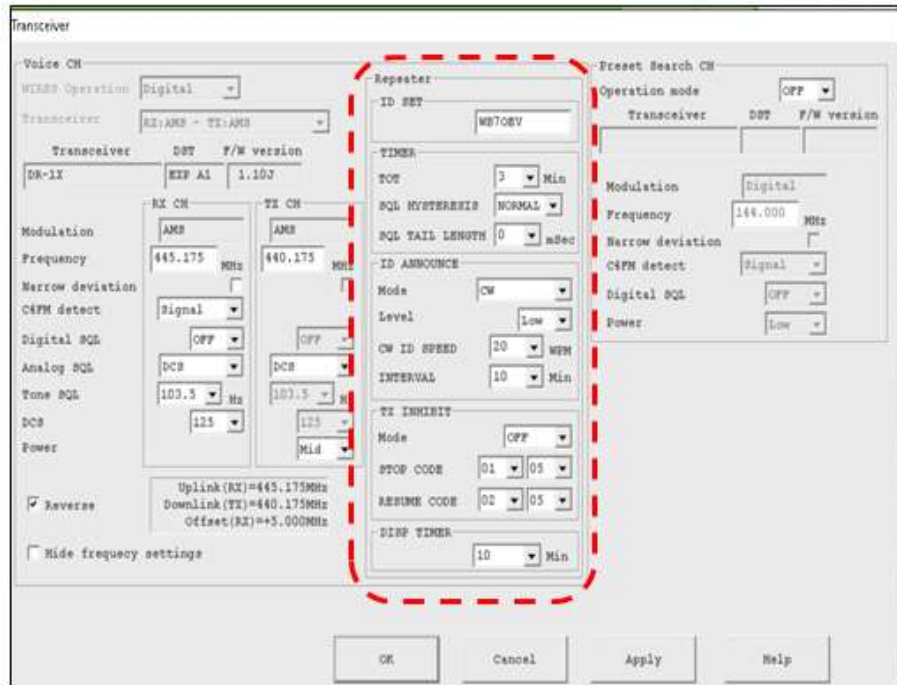 Transceiver
Voice CH
WIRES Operation Digital
Transceiver RX:AMS - TX:AMS
Transceiver DST F/W version
DR-1X EXP A1 1.10J
RX CH TX CH
Modulation AMS AMS
Frequency 445.175 MHz 440.175 MHz
Narrow deviation
C4FM detect Signal
Digital SQL OFF OFF
Analog SQL DCS DCS
Tone SQL 103.5 Hz 103.5 H
DCS 125 125
Power Mid
Reverse
Uplink(RX)=445.175MHz
Downlink(TX)=440.175MHz
Offset(RX)=+5.000MHz
Hide frequecy settings
Repeater
ID SET
WB7OEV
TIMER
TOT 3 Min
SQL HYSTERESIS NORMAL
SQL TAIL LENGTH 0 mSec
ID ANNOUNCE
Mode CW
Level Low
CW ID SPEED 20 WPM
INTERVAL 10 Min
TX INHIBIT
Mode OFF
STOP CODE 01 05
RESUME CODE 02 05
DISP TIMER
10 Min
Preset Search CH
Operation mode OFF
Transceiver DST F/W version
Modulation Digital
Frequency 144.000 MHz
Narrow deviation
C4FM detect Signal
Digital SQL OFF
Power Low
OK Cancel Apply Help